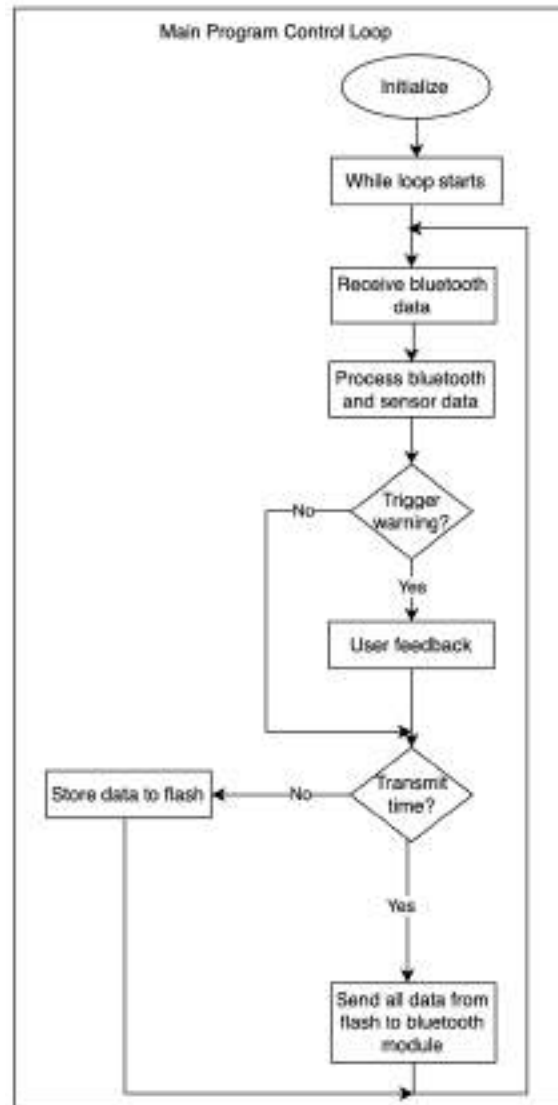 Main Program Control Loop
Initialize
While loop starts
Receive bluetooth
data
Process bluetooth
and sensor data
Trigger
warning?
No
Yes
User feedback
Transmit
time?
No
Store data to flash
Yes
Send all data from
flash to bluetooth
module